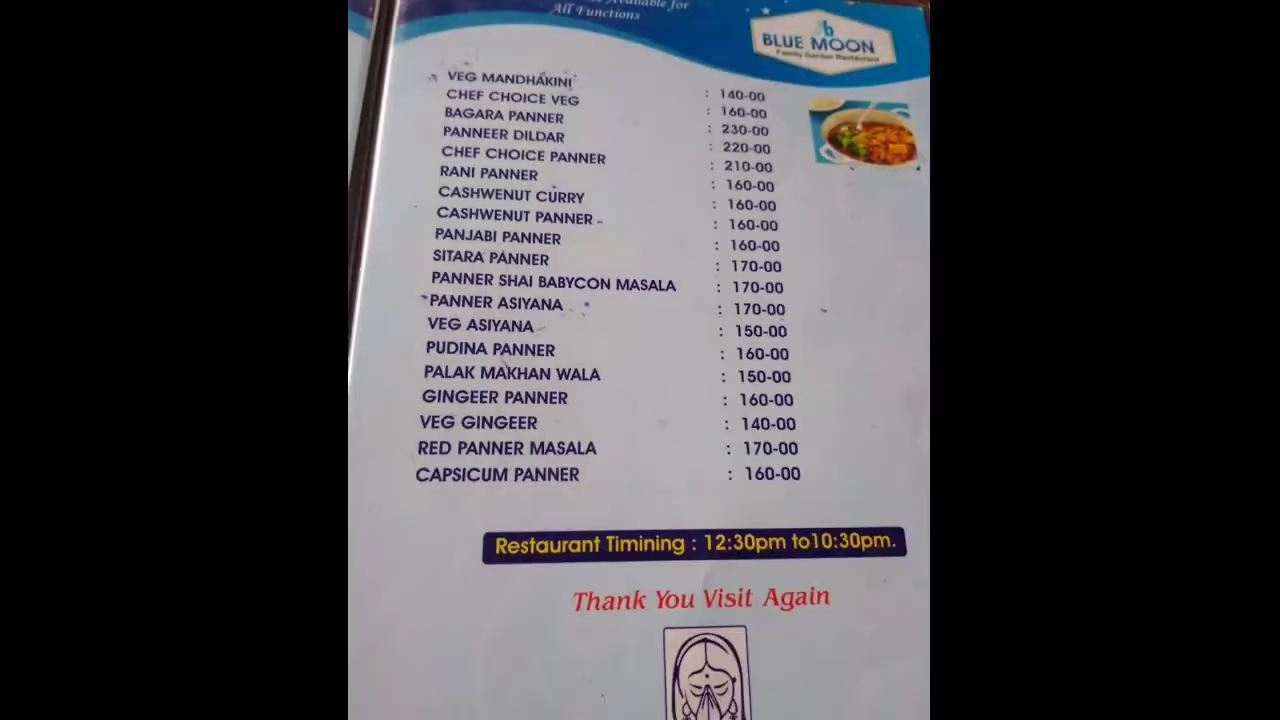 Available for
All Functions
b
BLUE MOON
Family Garden Restaurant
VEG MANDHAKINI : 140-00
CHEF CHOICE VEG : 160-00
BAGARA PANNER : 230-00
PANNEER DILDAR : 220-00
CHEF CHOICE PANNER : 210-00
RANI PANNER : 160-00
CASHWENUT CURRY : 160-00
CASHWENUT PANNER - : 160-00
PANJABI PANNER : 160-00
SITARA PANNER : 170-00
PANNER SHAI BABYCON MASALA : 170-00
PANNER ASIYANA : 170-00
VEG ASIYANA : 150-00
PUDINA PANNER : 160-00
PALAK MAKHAN WALA : 150-00
GINGEER PANNER : 160-00
VEG GINGEER : 140-00
RED PANNER MASALA : 170-00
CAPSICUM PANNER : 160-00
Restaurant Timining : 12:30pm to10:30pm.
Thank You Visit Again